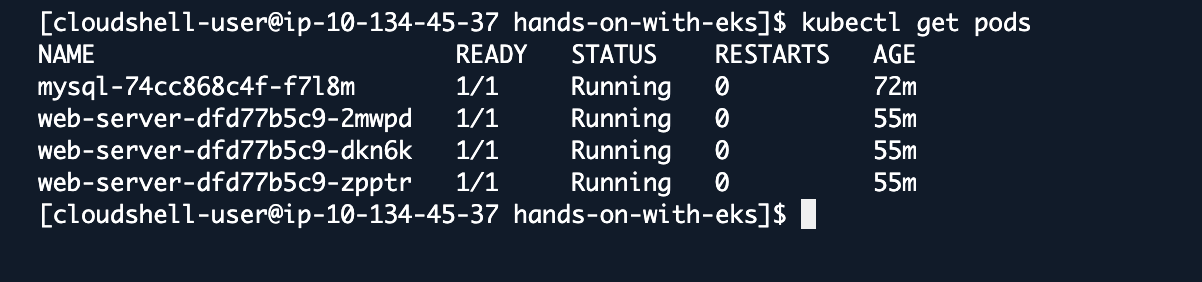 [cloudshell-user@ip-10-134-45-37 hands-on-with-eks]$ kubectl get pods
NAME                         READY   STATUS    RESTARTS   AGE
mysql-74cc868c4f-f7l8m       1/1     Running   0          72m
web-server-dfd77b5c9-2mwpd   1/1     Running   0          55m
web-server-dfd77b5c9-dkn6k   1/1     Running   0          55m
web-server-dfd77b5c9-zpptr   1/1     Running   0          55m
[cloudshell-user@ip-10-134-45-37 hands-on-with-eks]$